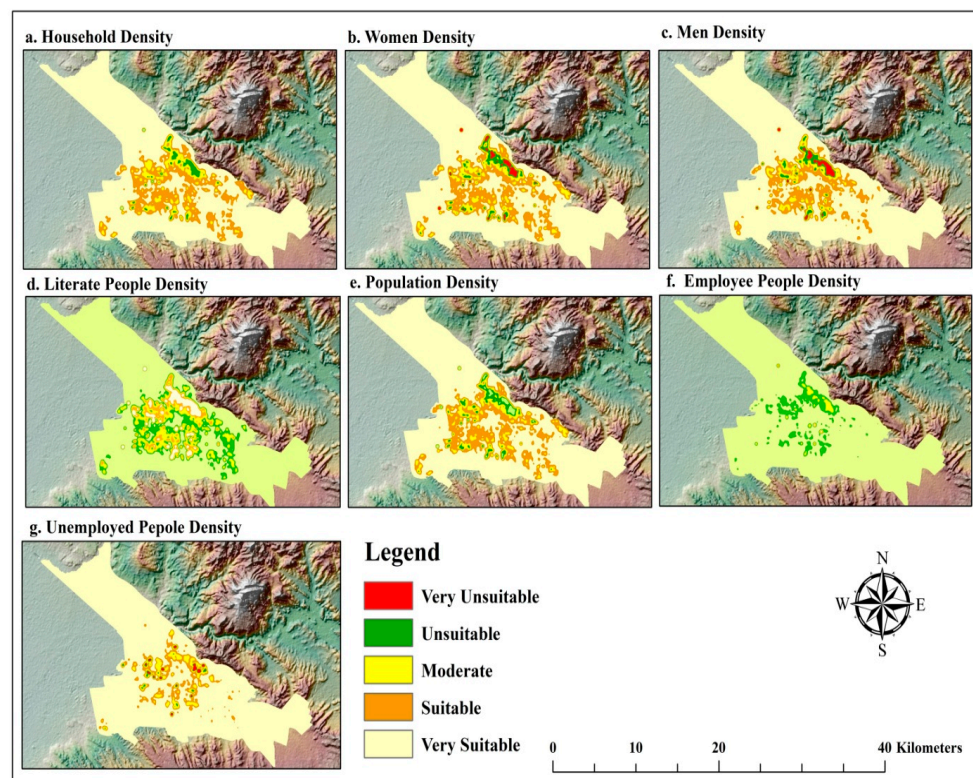 a. Household Density
b. Women Density
c. Men Density
d. Literate People Density
e. Population Density
f. Employee People Density
g. Unemployed Pepole Density
Legend
Very Unsuitable
Unsuitable
Moderate
Suitable
Very Suitable
N
W E
S
0 10 20 40 Kilometers